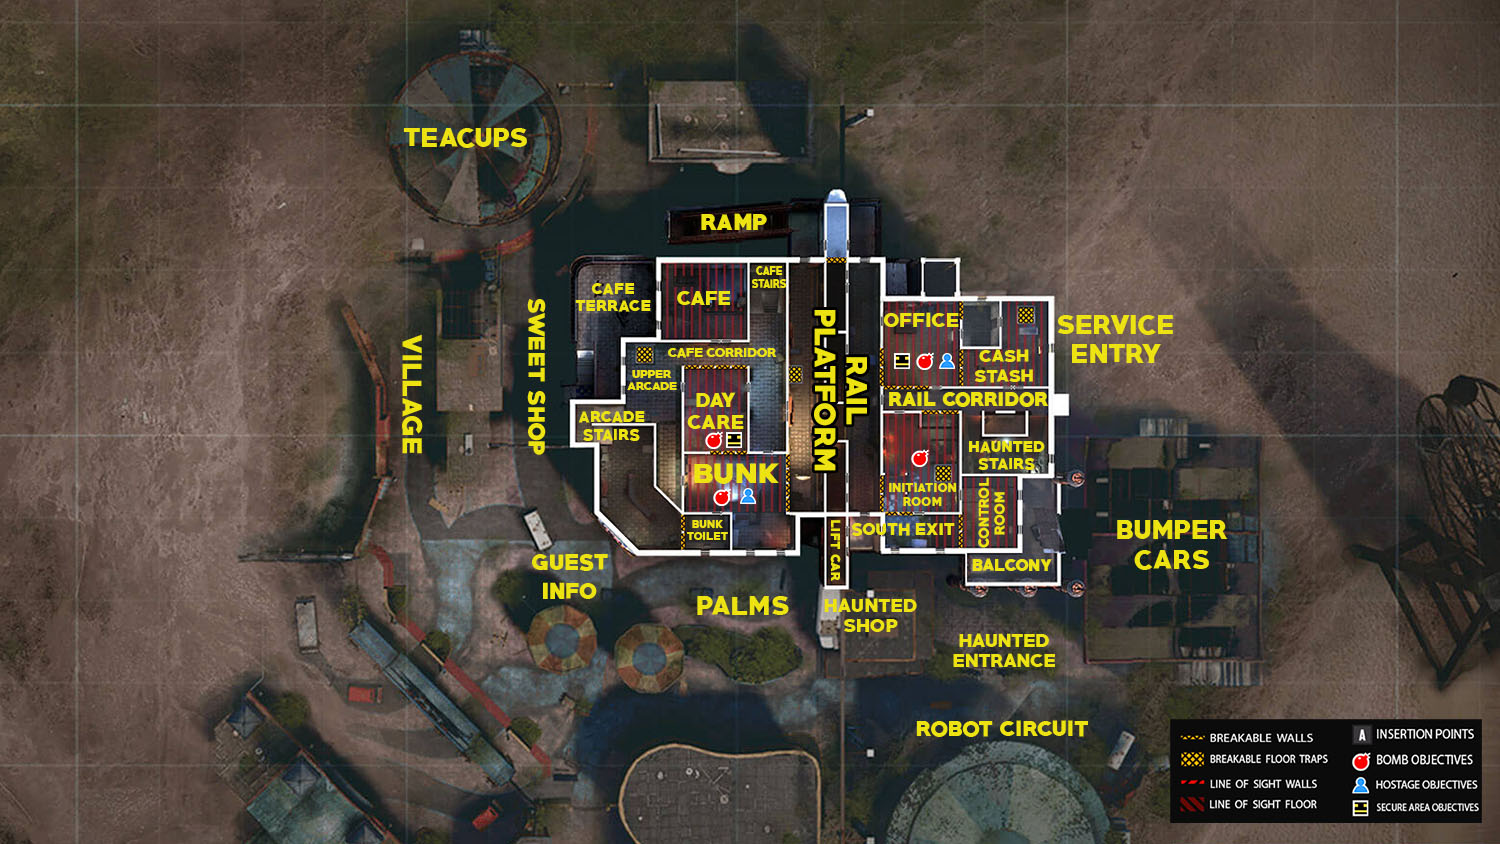 TEACUPS
RAMP
CAFE
TERRACE
CAFE
CAFE
STAIRS
OFFICE
SERVICE
ENTRY
CASH
STASH
RAIL
PLATFORM
CAFE CORRIDOR
UPPER
ARCADE
DAY
CARE
RAIL CORRIDOR
SWEET SHOP
VILLAGE
ARCADE
STAIRS
BUNK
HAUNTED
STAIRS
INITIATION
ROOM
CONTROL
ROOM
BUNK
TOILET
LIFT CAR
SOUTH EXIT
BUMPER
CARS
BALCONY
GUEST
INFO
PALMS
HAUNTED
SHOP
HAUNTED
ENTRANCE
ROBOT CIRCUIT
BREAKABLE WALLS
BREAKABLE FLOOR TRAPS
LINE OF SIGHT WALLS
LINE OF SIGHT FLOOR
A INSERTION POINTS
BOMB OBJECTIVES
HOSTAGE OBJECTIVES
SECURE AREA OBJECTIVES